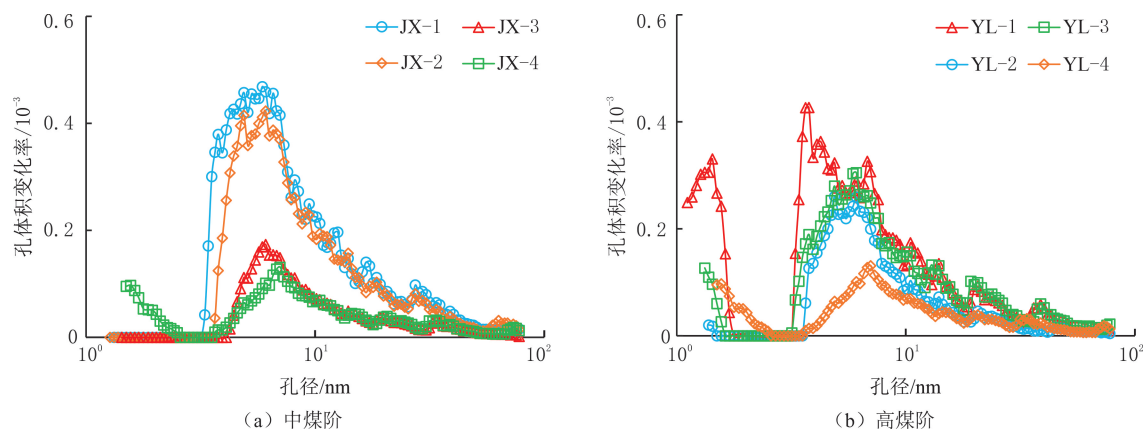 0.6
0.4
0.2
0
孔体积变化率/10⁻³
JX-1
JX-3
JX-2
JX-4
10⁰
10¹
10²
孔径/nm
（a）中煤阶
0.6
0.4
0.2
0
孔体积变化率/10⁻³
YL-1
YL-3
YL-2
YL-4
10⁰
10¹
10²
孔径/nm
（b）高煤阶